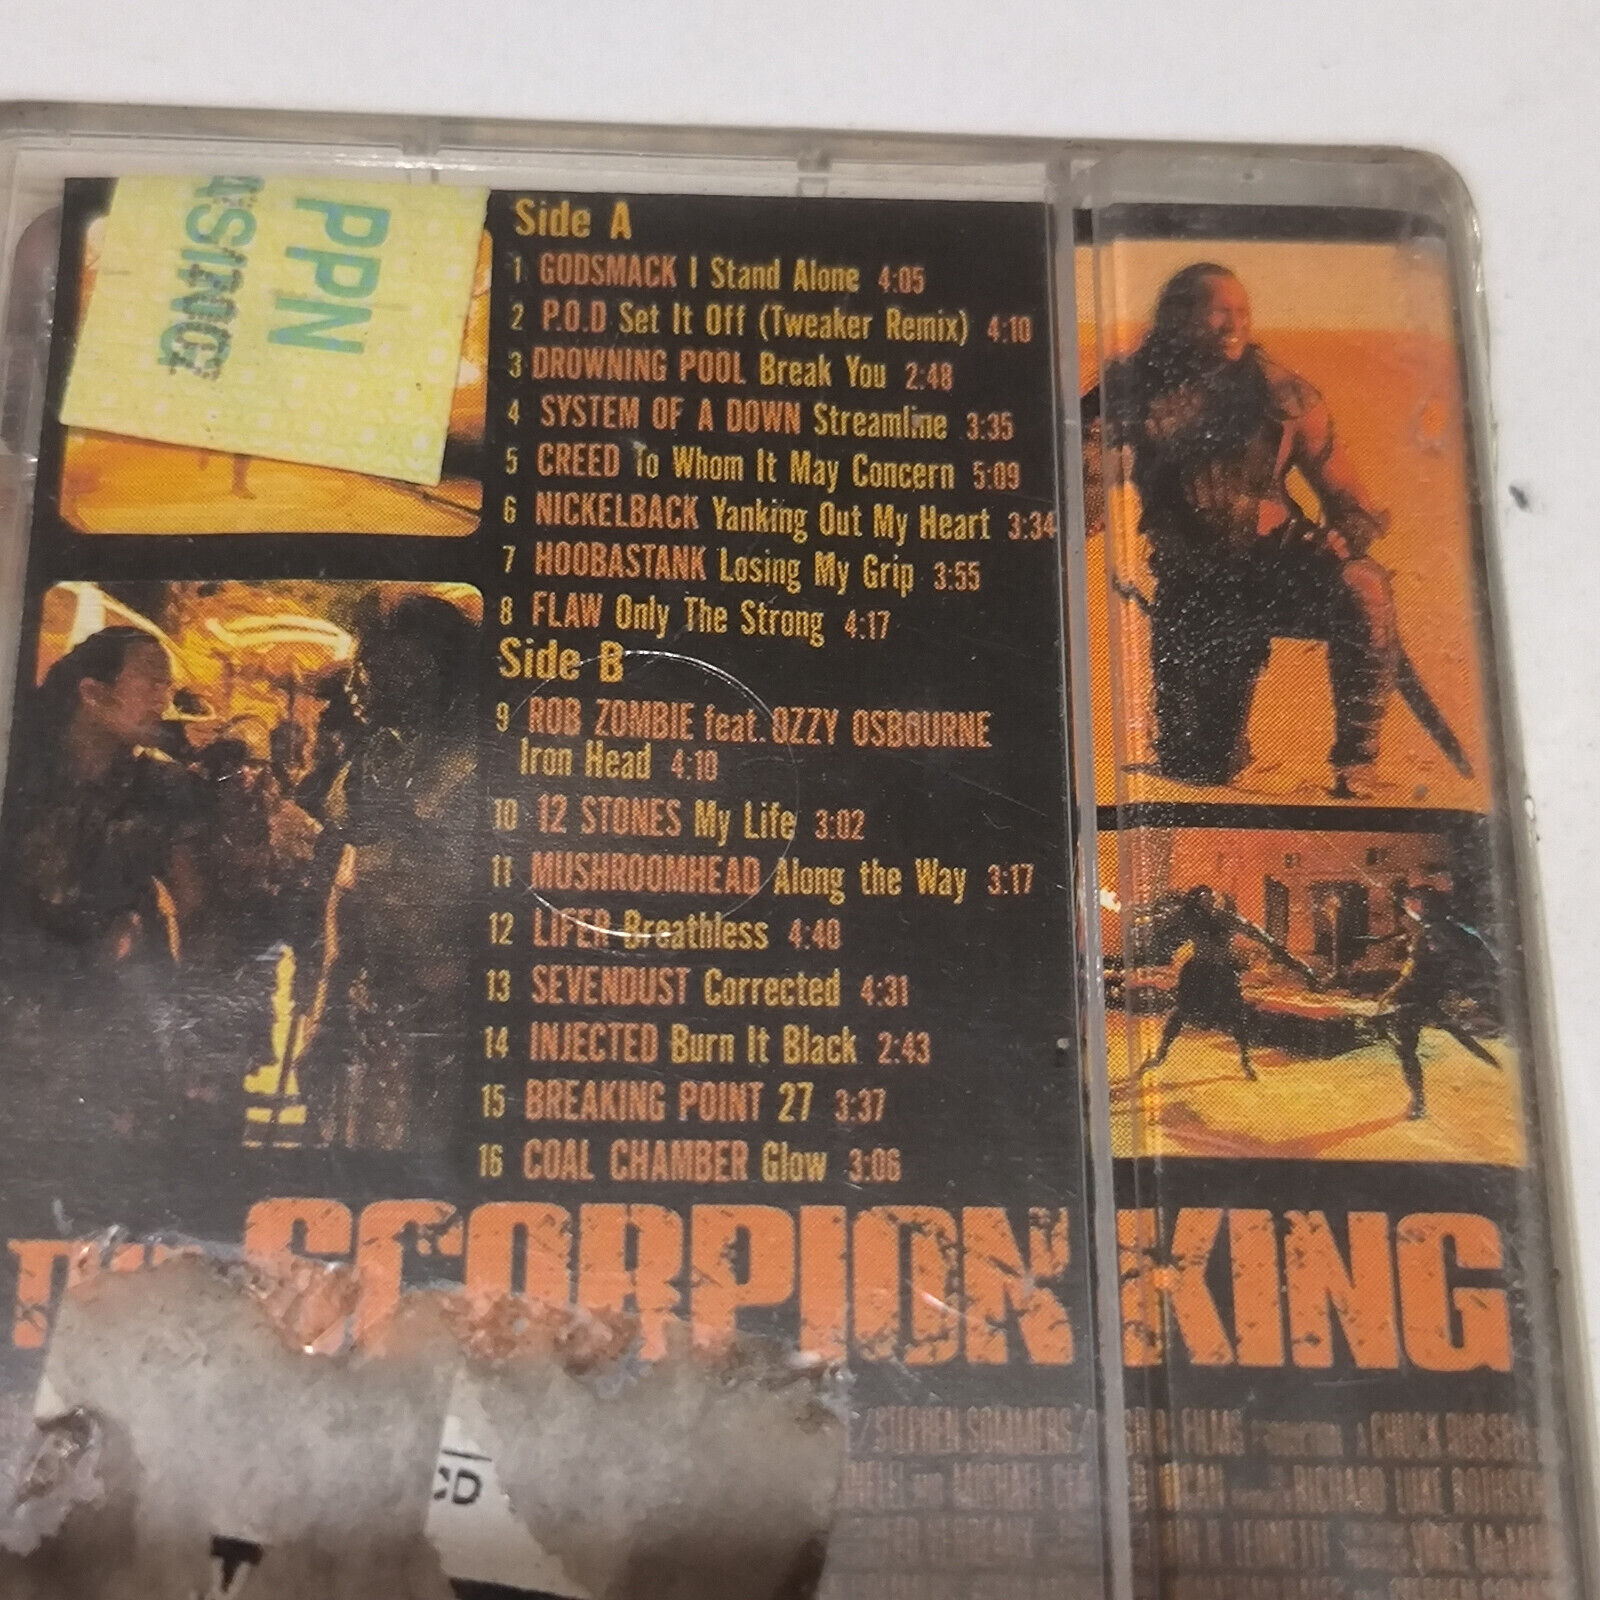 PPN
Side A
1 GODSMACK I Stand Alone 4:05
2 P.O.D Set It Off (Tweaker Remix) 4:10
3 DROWNING POOL Break You 2:48
4 SYSTEM OF A DOWN Streamline 3:35
5 CREED To Whom It May Concern 5:09
6 NICKELBACK Yanking Out My Heart 3:34
7 HOOBASTANK Losing My Grip 3:55
8 FLAW Only The Strong 4:17
Side B
9 ROB ZOMBIE feat. OZZY OSBOURNE
Iron Head 4:10
10 12 STONES My Life 3:02
11 MUSHROOMHEAD Along the Way 3:17
12 LIFER Breathless 4:40
13 SEVENDUST Corrected 4:31
14 INJECTED Burn It Black 2:43
15 BREAKING POINT 27 3:37
16 COAL CHAMBER Glow 3:06
THE SCORPION KING
STEPHEN SOMMERS FILMS CHUCK
MICHAEL RICHARD LUKE
CD